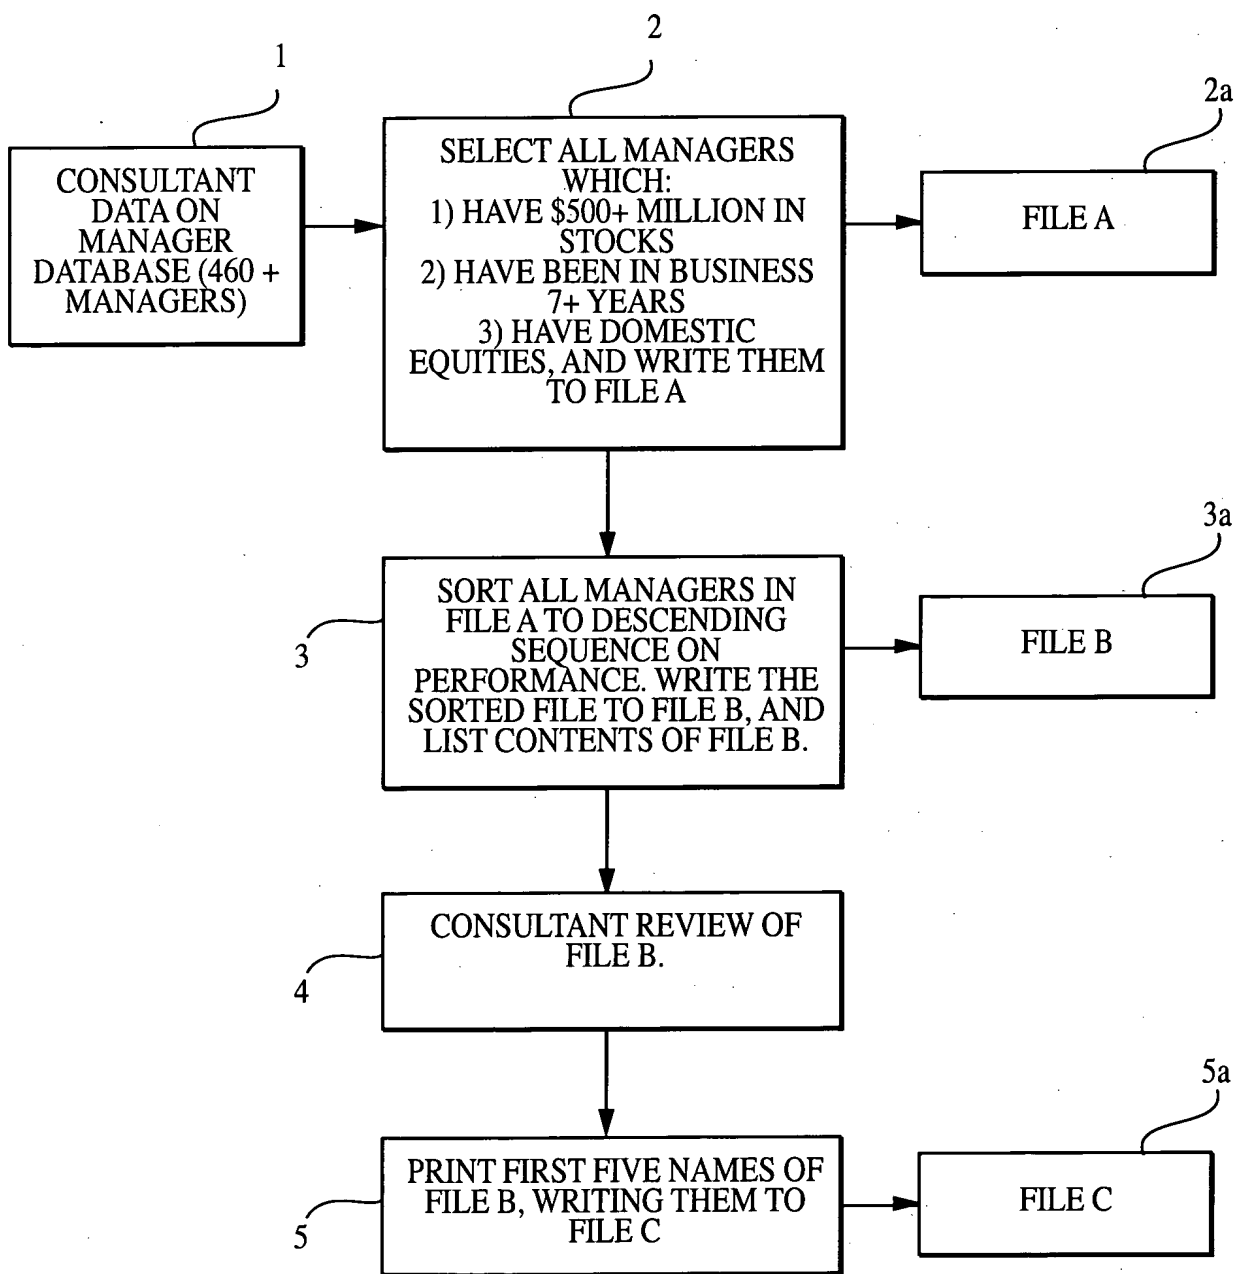 1
2
2a
CONSULTANT
DATA ON
MANAGER
DATABASE (460 +
MANAGERS)
SELECT ALL MANAGERS
WHICH:
1) HAVE $500+ MILLION IN
STOCKS
2) HAVE BEEN IN BUSINESS
7+ YEARS
3) HAVE DOMESTIC
EQUITIES, AND WRITE THEM
TO FILE A
FILE A
3a
3
SORT ALL MANAGERS IN
FILE A TO DESCENDING
SEQUENCE ON
PERFORMANCE. WRITE THE
SORTED FILE TO FILE B, AND
LIST CONTENTS OF FILE B.
FILE B
4
CONSULTANT REVIEW OF
FILE B.
5a
5
PRINT FIRST FIVE NAMES OF
FILE B, WRITING THEM TO
FILE C
FILE C